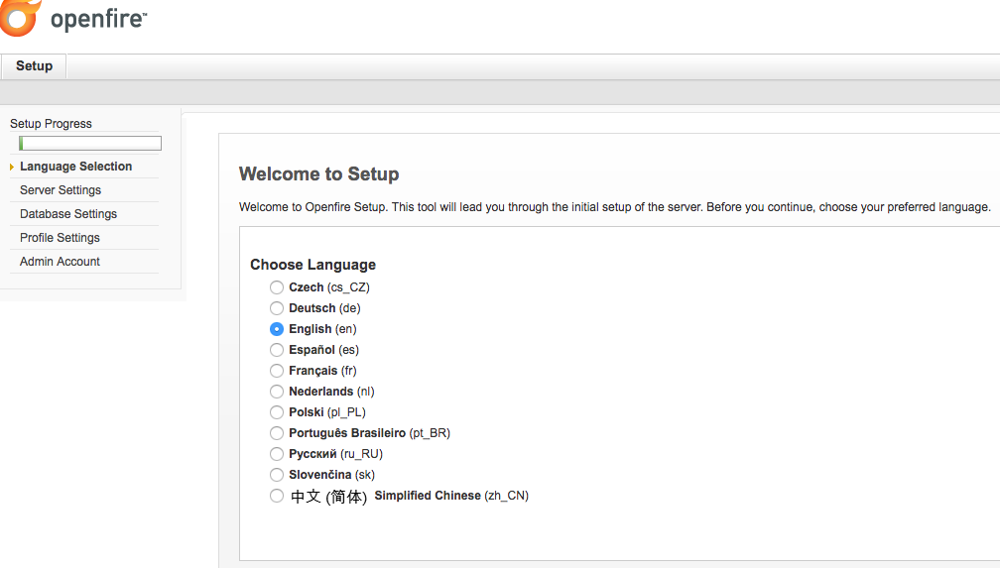 openfire™
Setup
Setup Progress
Language Selection
Server Settings
Database Settings
Profile Settings
Admin Account
Welcome to Setup
Welcome to Openfire Setup. This tool will lead you through the initial setup of the server. Before you continue, choose your preferred language.
Choose Language
Czech (cs_CZ)
Deutsch (de)
English (en)
Español (es)
Français (fr)
Nederlands (nl)
Polski (pl_PL)
Português Brasileiro (pt_BR)
Русский (ru_RU)
Slovenčina (sk)
中文 (简体) Simplified Chinese (zh_CN)